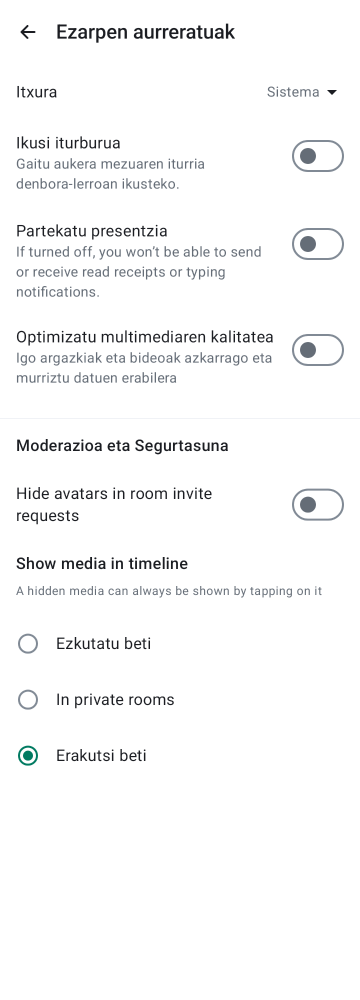 Ezarpen aurreratuak
Itxura
Sistema
Ikusi iturburua
Gaitu aukera mezuaren iturria
denbora-lerroan ikusteko.
Partekatu presentzia
If turned off, you won’t be able to send
or receive read receipts or typing
notifications.
Optimizatu multimediaren kalitatea
Igo argazkiak eta bideoak azkarrago eta
murriztu datuen erabilera
Moderazioa eta Segurtasuna
Hide avatars in room invite
requests
Show media in timeline
A hidden media can always be shown by tapping on it
Ezkutatu beti
In private rooms
Erakutsi beti